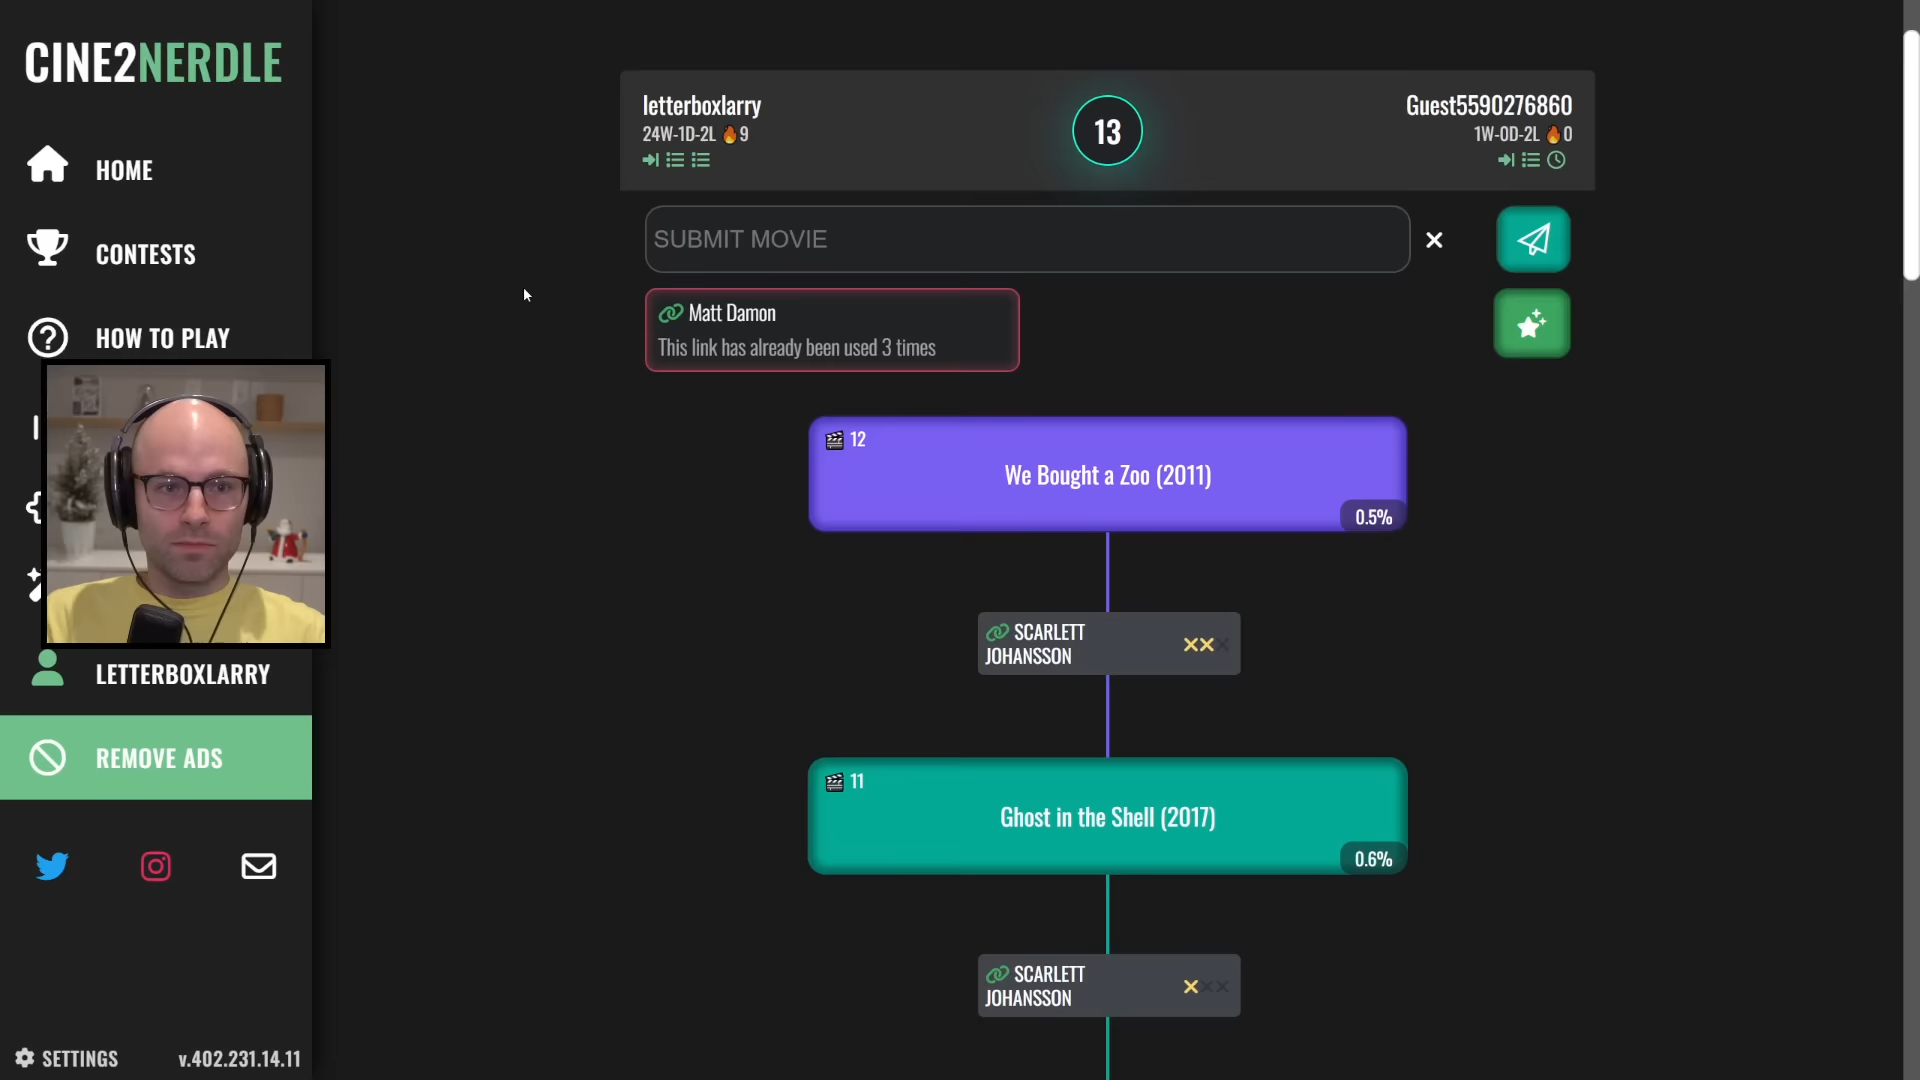 CINE2NERDLE
HOME
CONTESTS
HOW TO PLAY
LETTERBOXLARRY
REMOVE ADS
SETTINGS
v.402.231.14.11
letterboxlarry
24W-1D-2L 🔥9
13
Guest5590276860
1W-0D-2L 🔥0
SUBMIT MOVIE
Matt Damon
This link has already been used 3 times
12
We Bought a Zoo (2011)
0.5%
SCARLETT
JOHANSSON
11
Ghost in the Shell (2017)
0.6%
SCARLETT
JOHANSSON